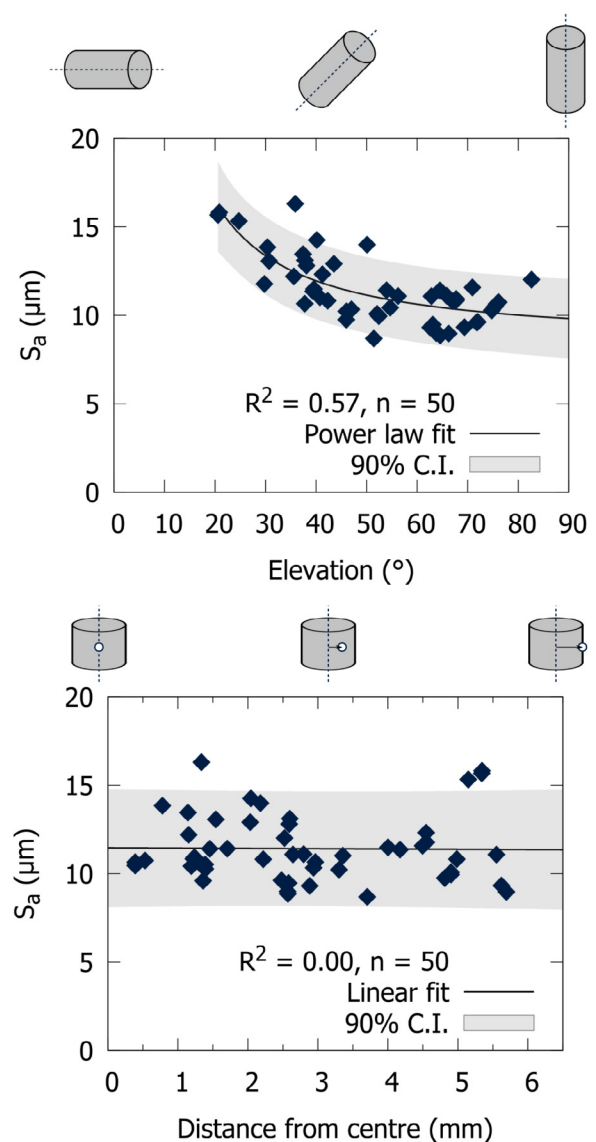 20
15
10
5
0
Sa (µm)
R2 = 0.57, n = 50
Power law fit
90% C.I.
0 10 20 30 40 50 60 70 80 90
Elevation (°)
20
15
10
5
0
Sa (µm)
R2 = 0.00, n = 50
Linear fit
90% C.I.
0 1 2 3 4 5 6
Distance from centre (mm)